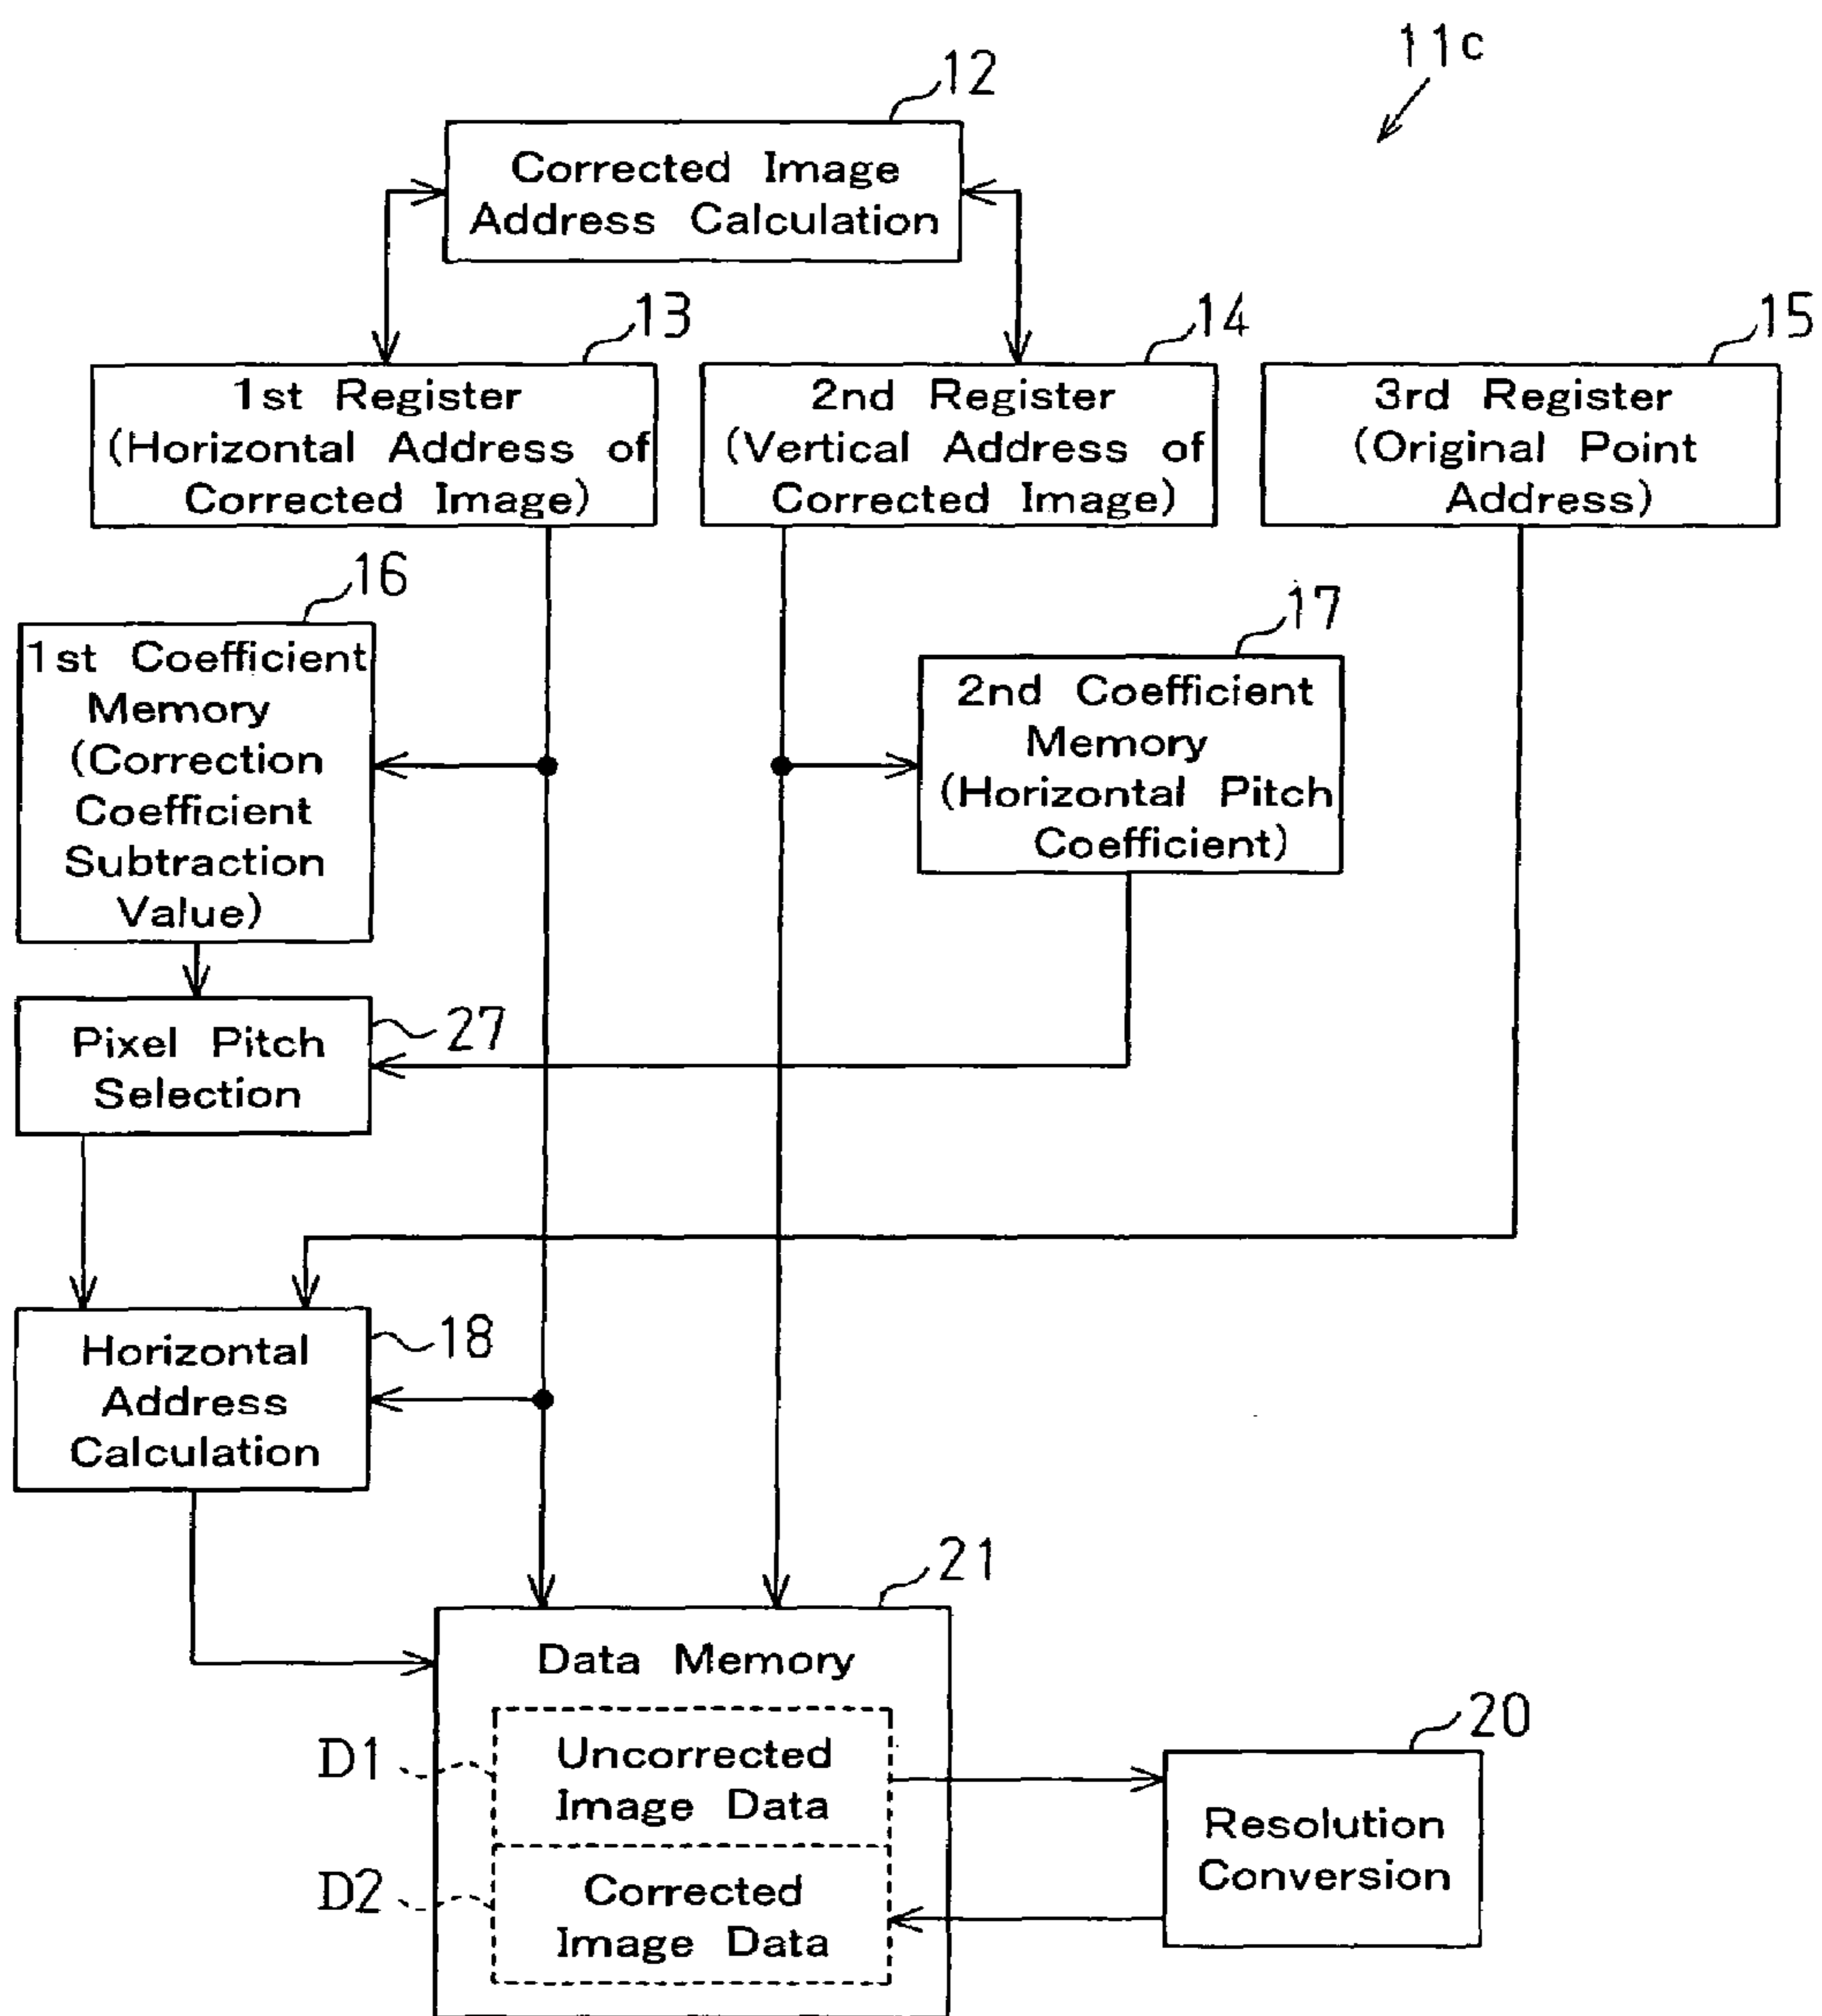 11c
12
Corrected Image
Address Calculation
13
14
15
1st Register
(Horizontal Address of
Corrected Image)
2nd Register
(Vertical Address of
Corrected Image)
3rd Register
(Original Point
Address)
16
1st Coefficient
Memory
(Correction
Coefficient
Subtraction
Value)
17
2nd Coefficient
Memory
(Horizontal Pitch
Coefficient)
Pixel Pitch
Selection
27
Horizontal
Address
Calculation
18
21
Data Memory
D1
Uncorrected
Image Data
D2
Corrected
Image Data
20
Resolution
Conversion